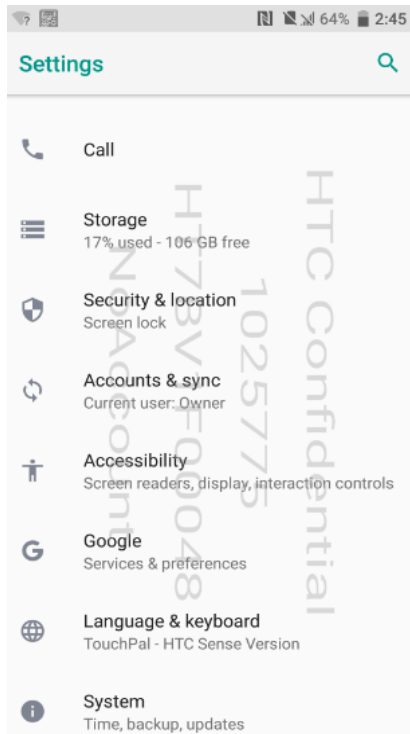 64% 2:45
Settings
Call
Storage
17% used - 106 GB free
Security & location
Screen lock
Accounts & sync
Current user: Owner
Accessibility
Screen readers, display, interaction controls
Google
Services & preferences
Language & keyboard
TouchPal - HTC Sense Version
System
Time, backup, updates
HTC Confidential
1025775
HT78V1F00048
NoAccount